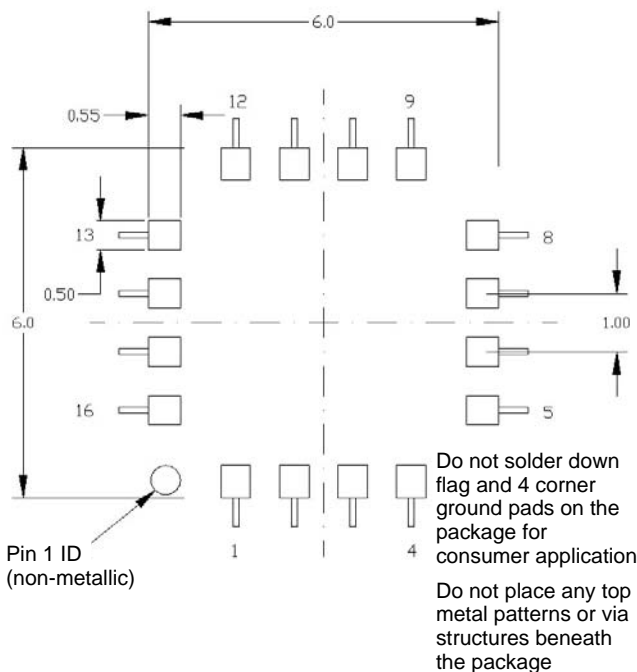 6.0
0.55
12
9
13
8
0.50
6.0
1.00
16
5
Do not solder down
flag and 4 corner
ground pads on the
package for
consumer application
Pin 1 ID
(non-metallic)
1
4
Do not place any top
metal patterns or via
structures beneath
the package